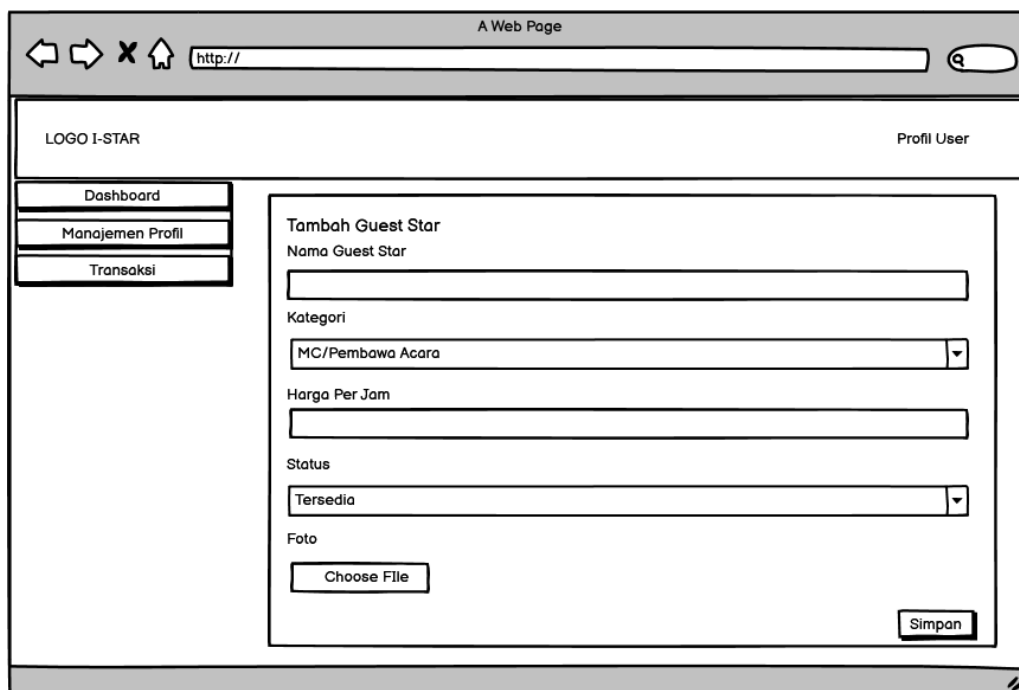 A Web Page
http://
LOGO I-STAR
Profil User
Dashboard
Manajemen Profil
Transaksi
Tambah Guest Star
Nama Guest Star
Kategori
MC/Pembawa Acara
Harga Per Jam
Status
Tersedia
Foto
Choose FIle
Simpan